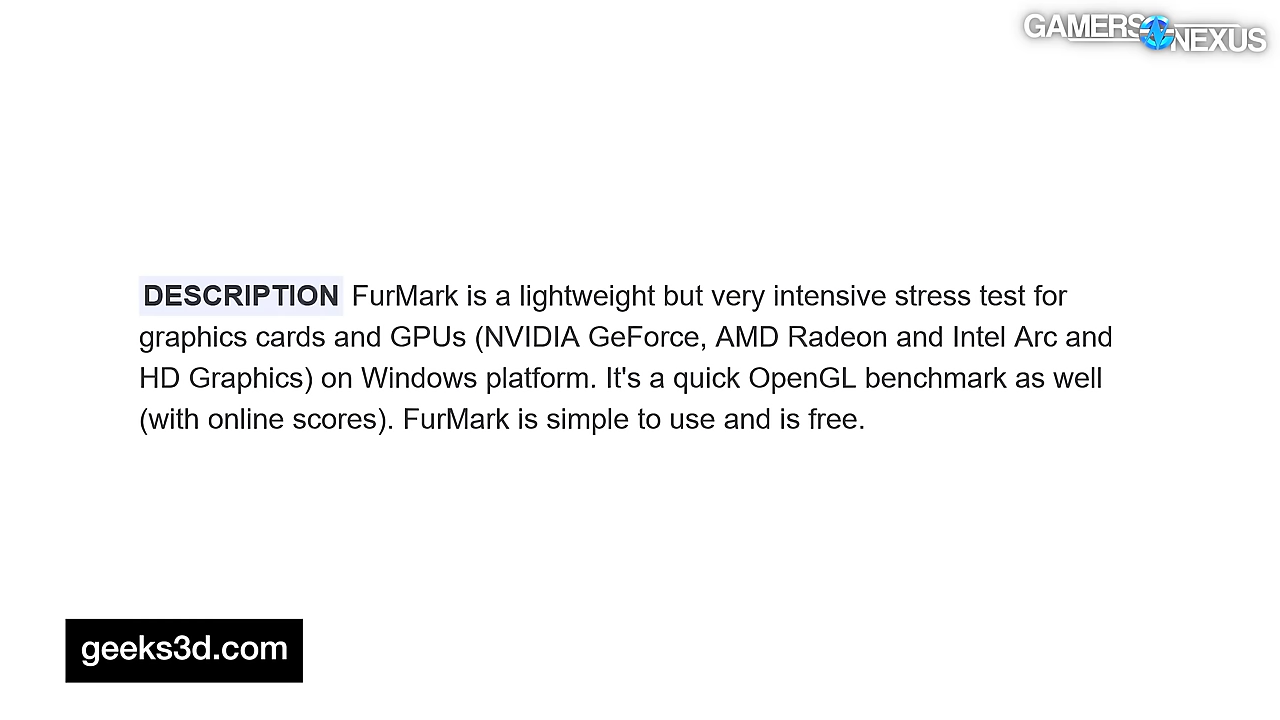 GAMERS NEXUS
DESCRIPTION FurMark is a lightweight but very intensive stress test for
graphics cards and GPUs (NVIDIA GeForce, AMD Radeon and Intel Arc and
HD Graphics) on Windows platform. It's a quick OpenGL benchmark as well
(with online scores). FurMark is simple to use and is free.
geeks3d.com